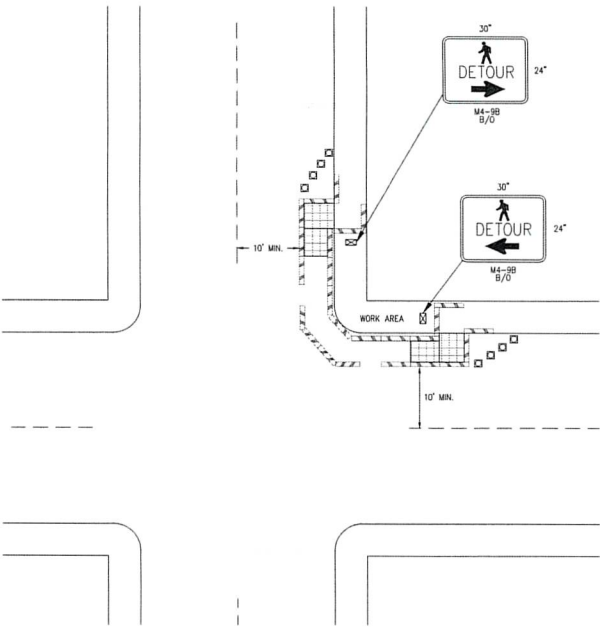 30"
DETOUR
24"
M4-9B
B/O
30"
DETOUR
24"
M4-9B
B/O
10' MIN.
WORK AREA
10' MIN.